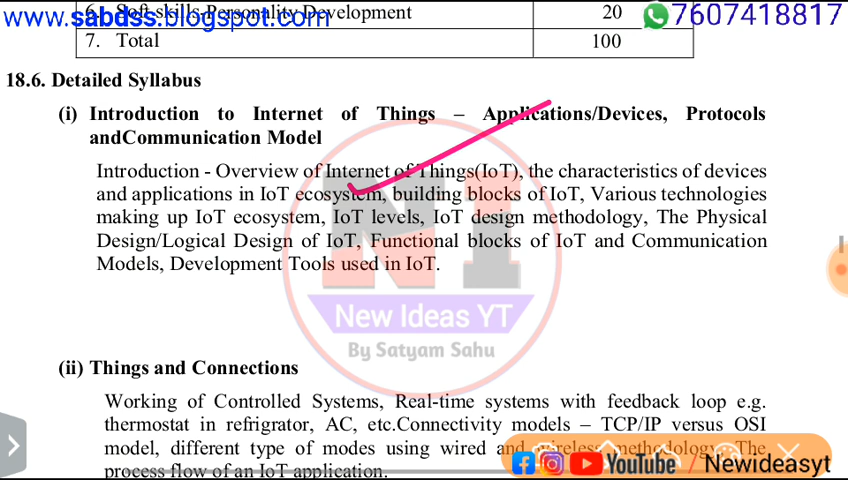 6. Soft skills-Personality Development 20
www.sabdss.blogspot.com
7607418817
7. Total 100
18.6. Detailed Syllabus
(i) Introduction to Internet of Things – Applications/Devices, Protocols
andCommunication Model
Introduction - Overview of Internet of Things(IoT), the characteristics of devices
and applications in IoT ecosystem, building blocks of IoT, Various technologies
making up IoT ecosystem, IoT levels, IoT design methodology, The Physical
Design/Logical Design of IoT, Functional blocks of IoT and Communication
Models, Development Tools used in IoT.
N I
New Ideas YT
By Satyam Sahu
(ii) Things and Connections
Working of Controlled Systems, Real-time systems with feedback loop e.g.
thermostat in refrigrator, AC, etc.Connectivity models – TCP/IP versus OSI
model, different type of modes using wired and wireless methodology. The
process flow of an IoT application.
YouTube / Newideasyt